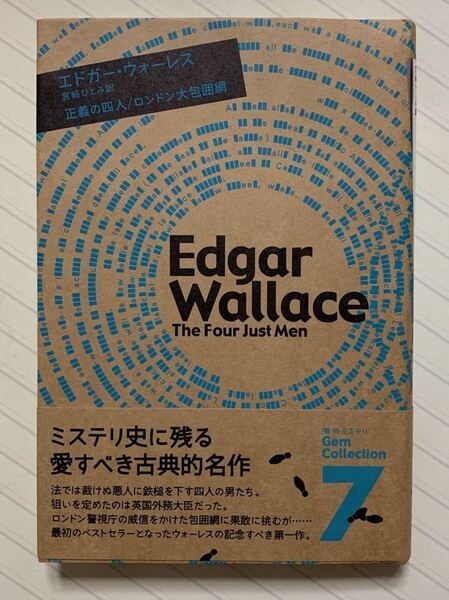 エドガー・ウォーレス
宮﨑ひとみ訳
正義の四人/ロンドン大包囲網
Edgar
Wallace
The Four Just Men
ミステリ史に残る
愛すべき古典的名作
法では裁けぬ悪人に鉄槌を下す四人の男たち。
狙いを定めたのは英国外務大臣だった。
ロンドン警視庁の威信をかけた包囲網に果敢に挑むが……
最初のベストセラーとなったウォーレスの記念すべき第一作。
海外ミステリ
Gem
Collection
7